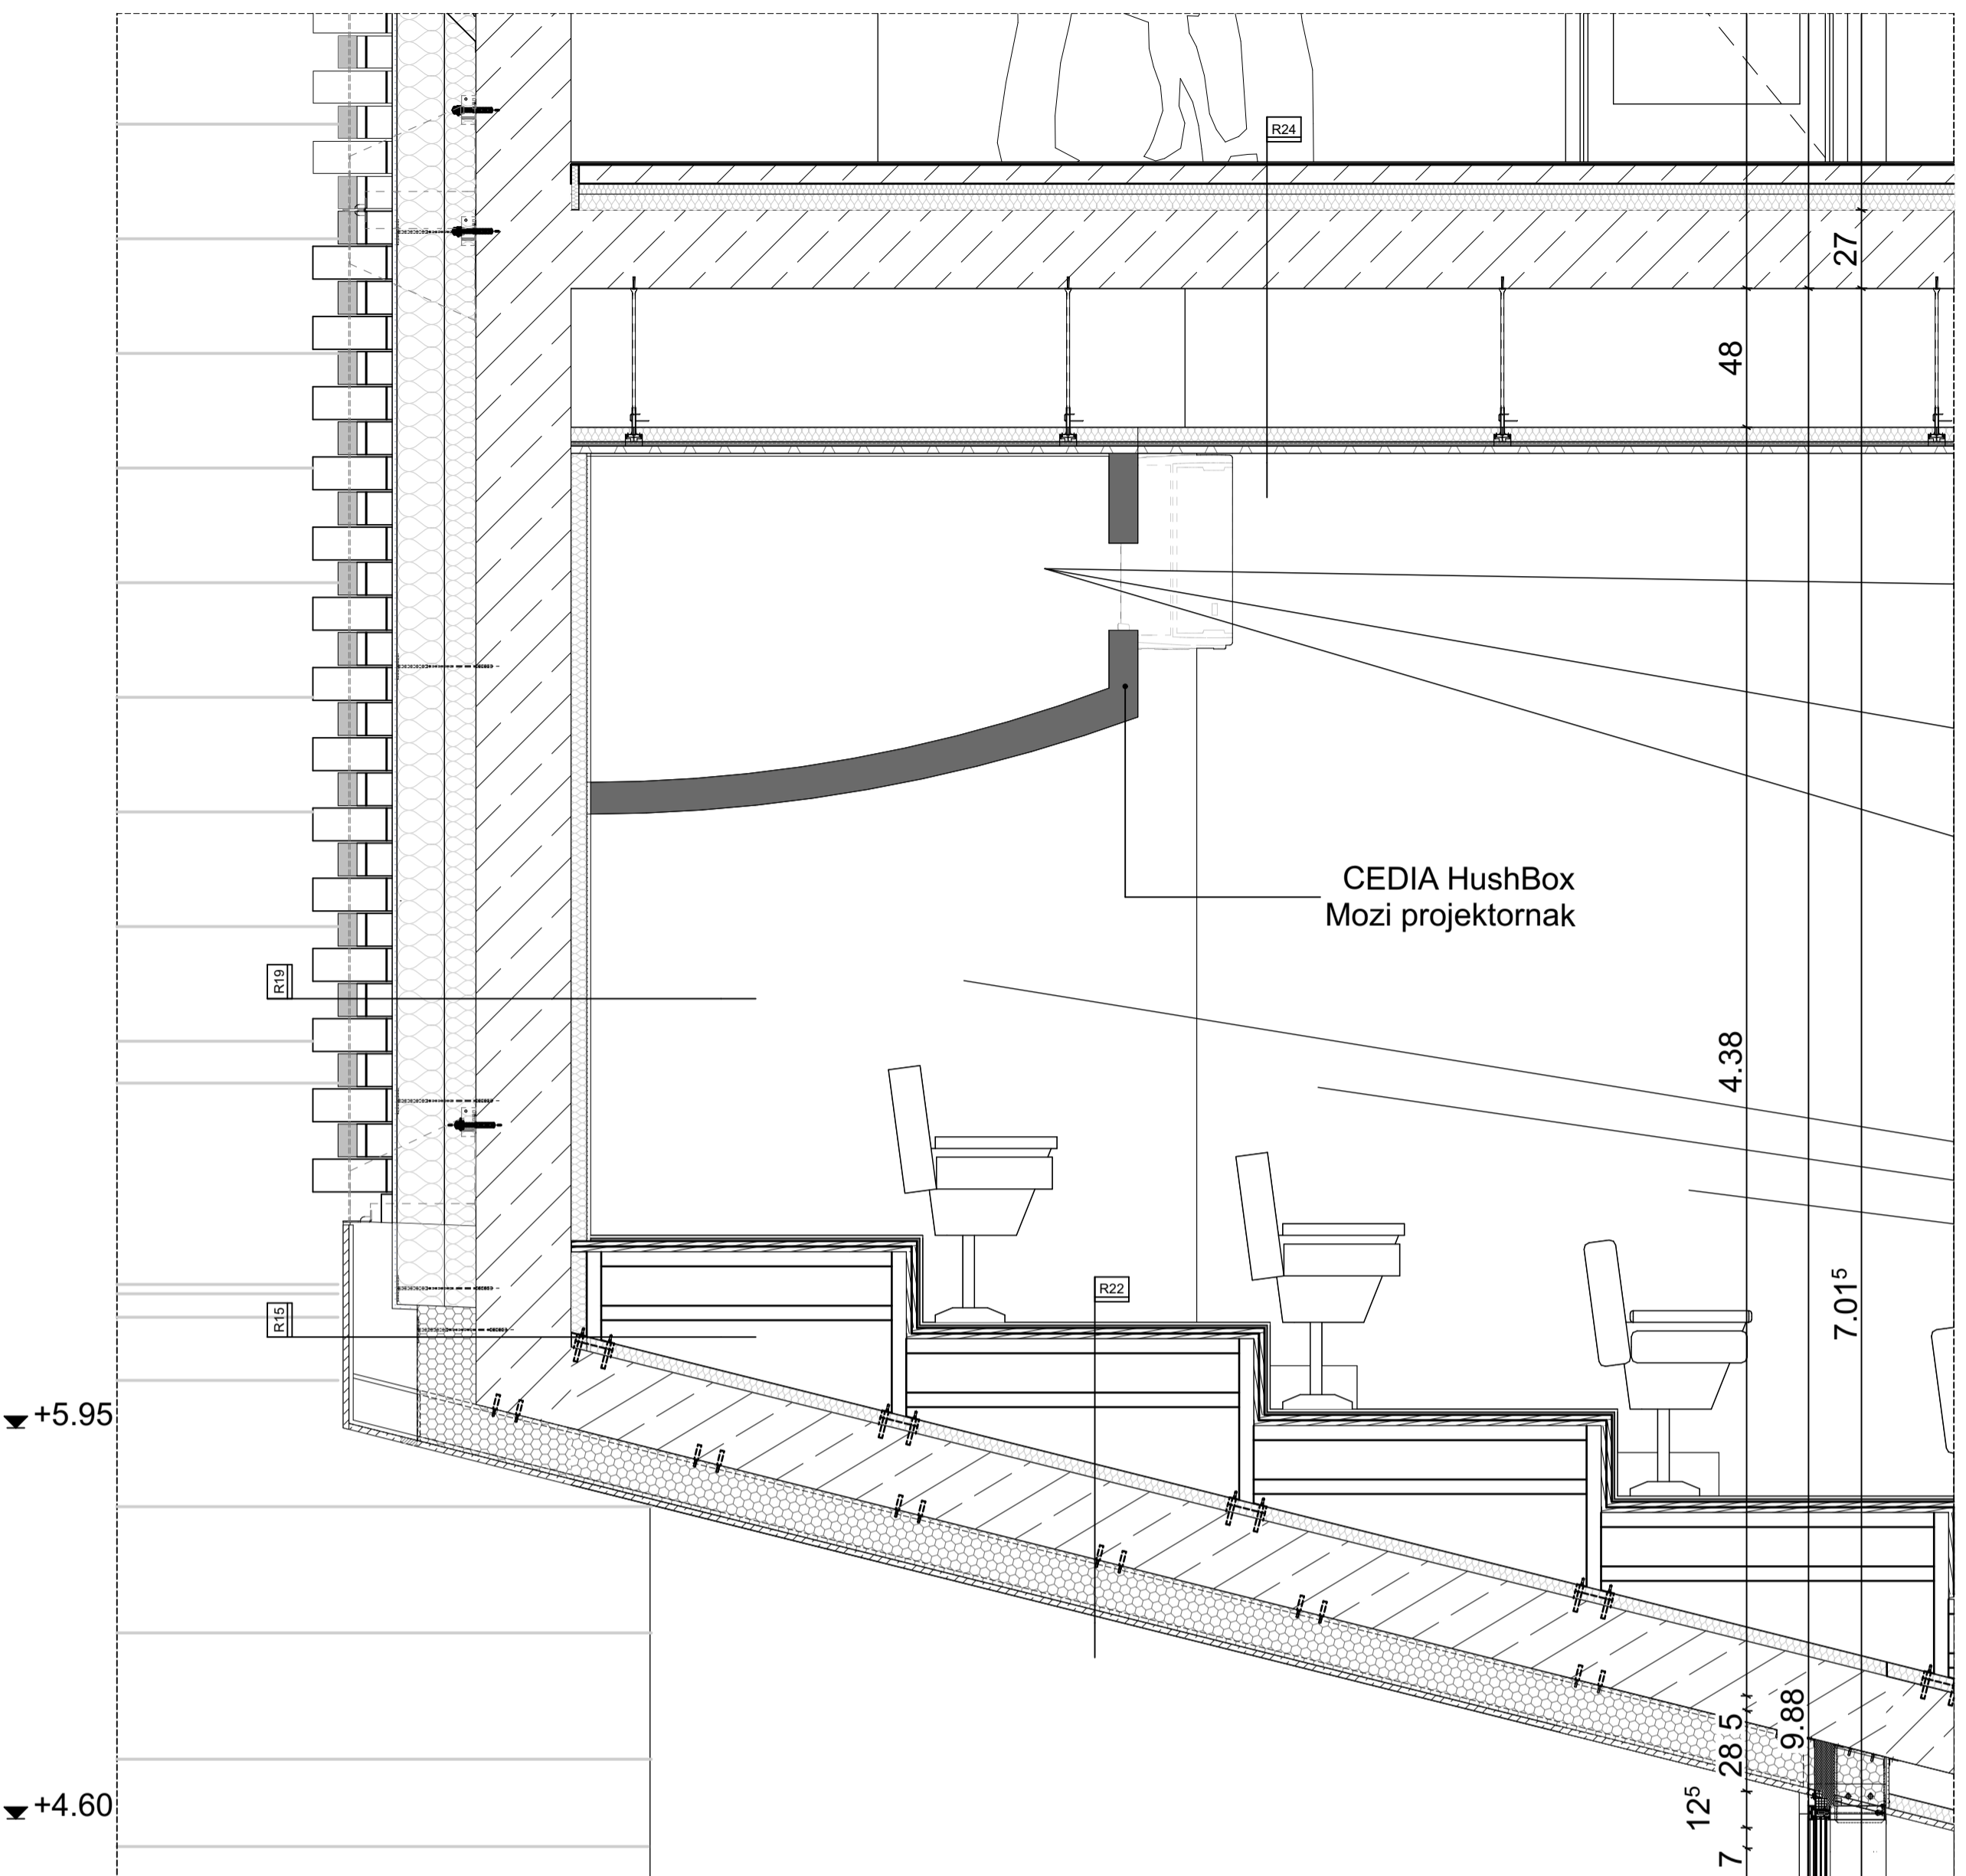 R24
27
48
CEDIA HushBox
Mozi projektornak
R19
4.38
R22
7.01⁵
R15
+5.95
9.88
5
28
12⁵
+4.60
7